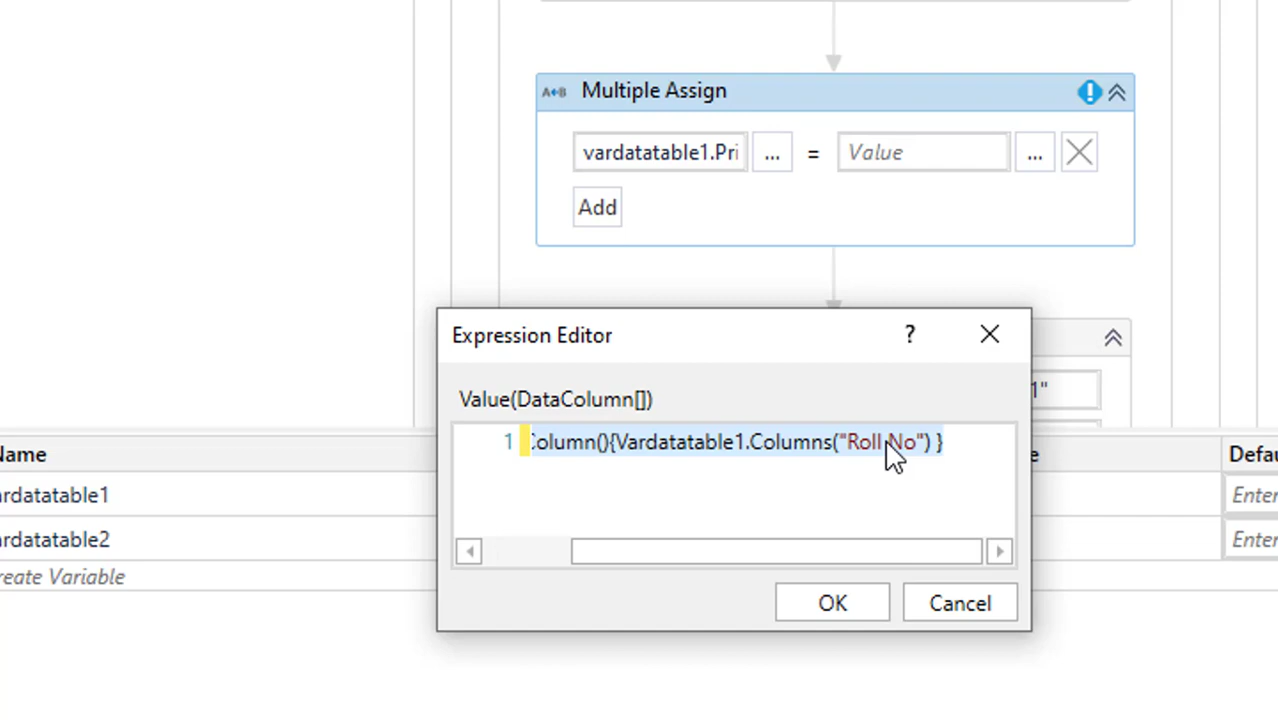 A+B Multiple Assign
vardatatable1.Pri ... = Value ...
Add
Expression Editor ?
Value(DataColumn[])
1"
1 Column(){Vardatatable1.Columns("Roll No") }
Name e Defau
ardatatable1 Enter
ardatatable2 Enter
reate Variable
OK Cancel